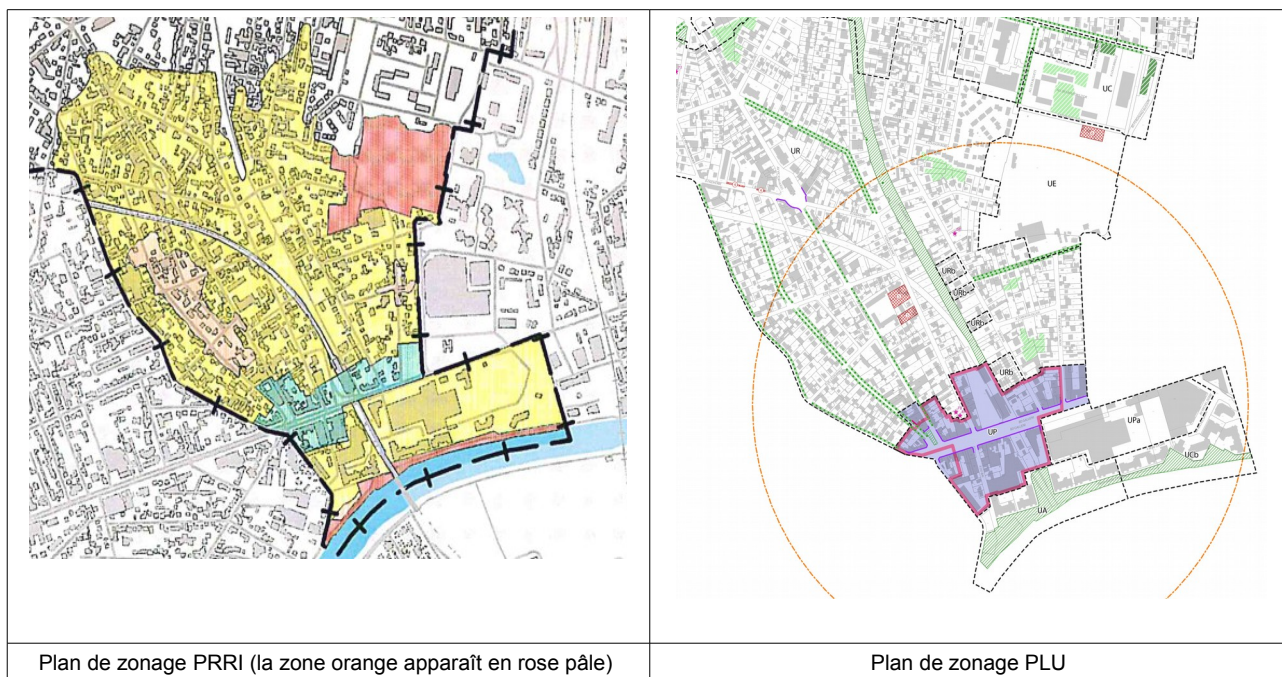 H
UC
UR
UE
URb
URb
URb
URb
UP
UPa
UCb
UA
Plan de zonage PRRI (la zone orange apparaît en rose pâle)
Plan de zonage PLU